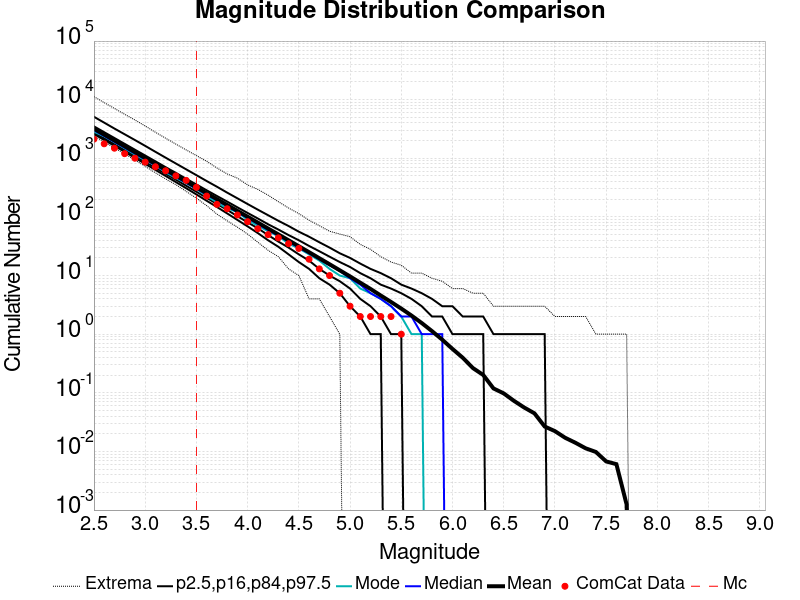 Magnitude Distribution Comparison
10 5
10 4
10 3
10 2
10 1
10 0
10 -1
10 -2
10 -3
Cumulative Number
2.5 3.0 3.5 4.0 4.5 5.0 5.5 6.0 6.5 7.0 7.5 8.0 8.5 9.0
Magnitude
Extrema p2.5,p16,p84,p97.5 Mode Median Mean ComCat Data Mc